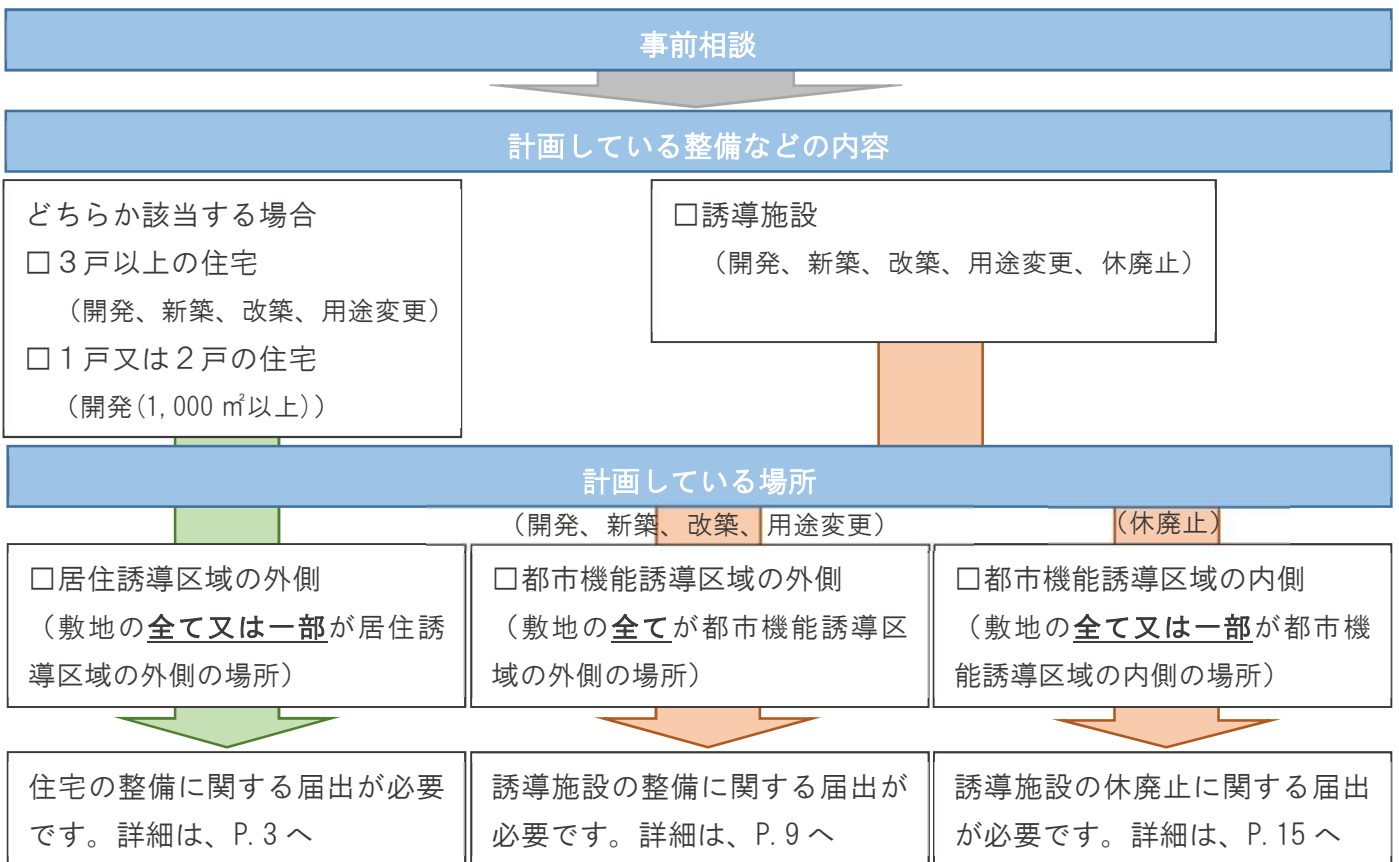 事前相談
計画している整備などの内容
どちらか該当する場合
□３戸以上の住宅
（開発、新築、改築、用途変更）
□１戸又は２戸の住宅
（開発(1,000 ㎡以上)）
□誘導施設
（開発、新築、改築、用途変更、休廃止）
計画している場所
（開発、新築、改築、用途変更）
（休廃止）
□居住誘導区域の外側
（敷地の全て又は一部が居住誘
導区域の外側の場所）
□都市機能誘導区域の外側
（敷地の全てが都市機能誘導区
域の外側の場所）
□都市機能誘導区域の内側
（敷地の全て又は一部が都市機
能誘導区域の内側の場所）
住宅の整備に関する届出が必要
です。詳細は、P.3 へ
誘導施設の整備に関する届出が
必要です。詳細は、P.9 へ
誘導施設の休廃止に関する届出
が必要です。詳細は、P.15 へ